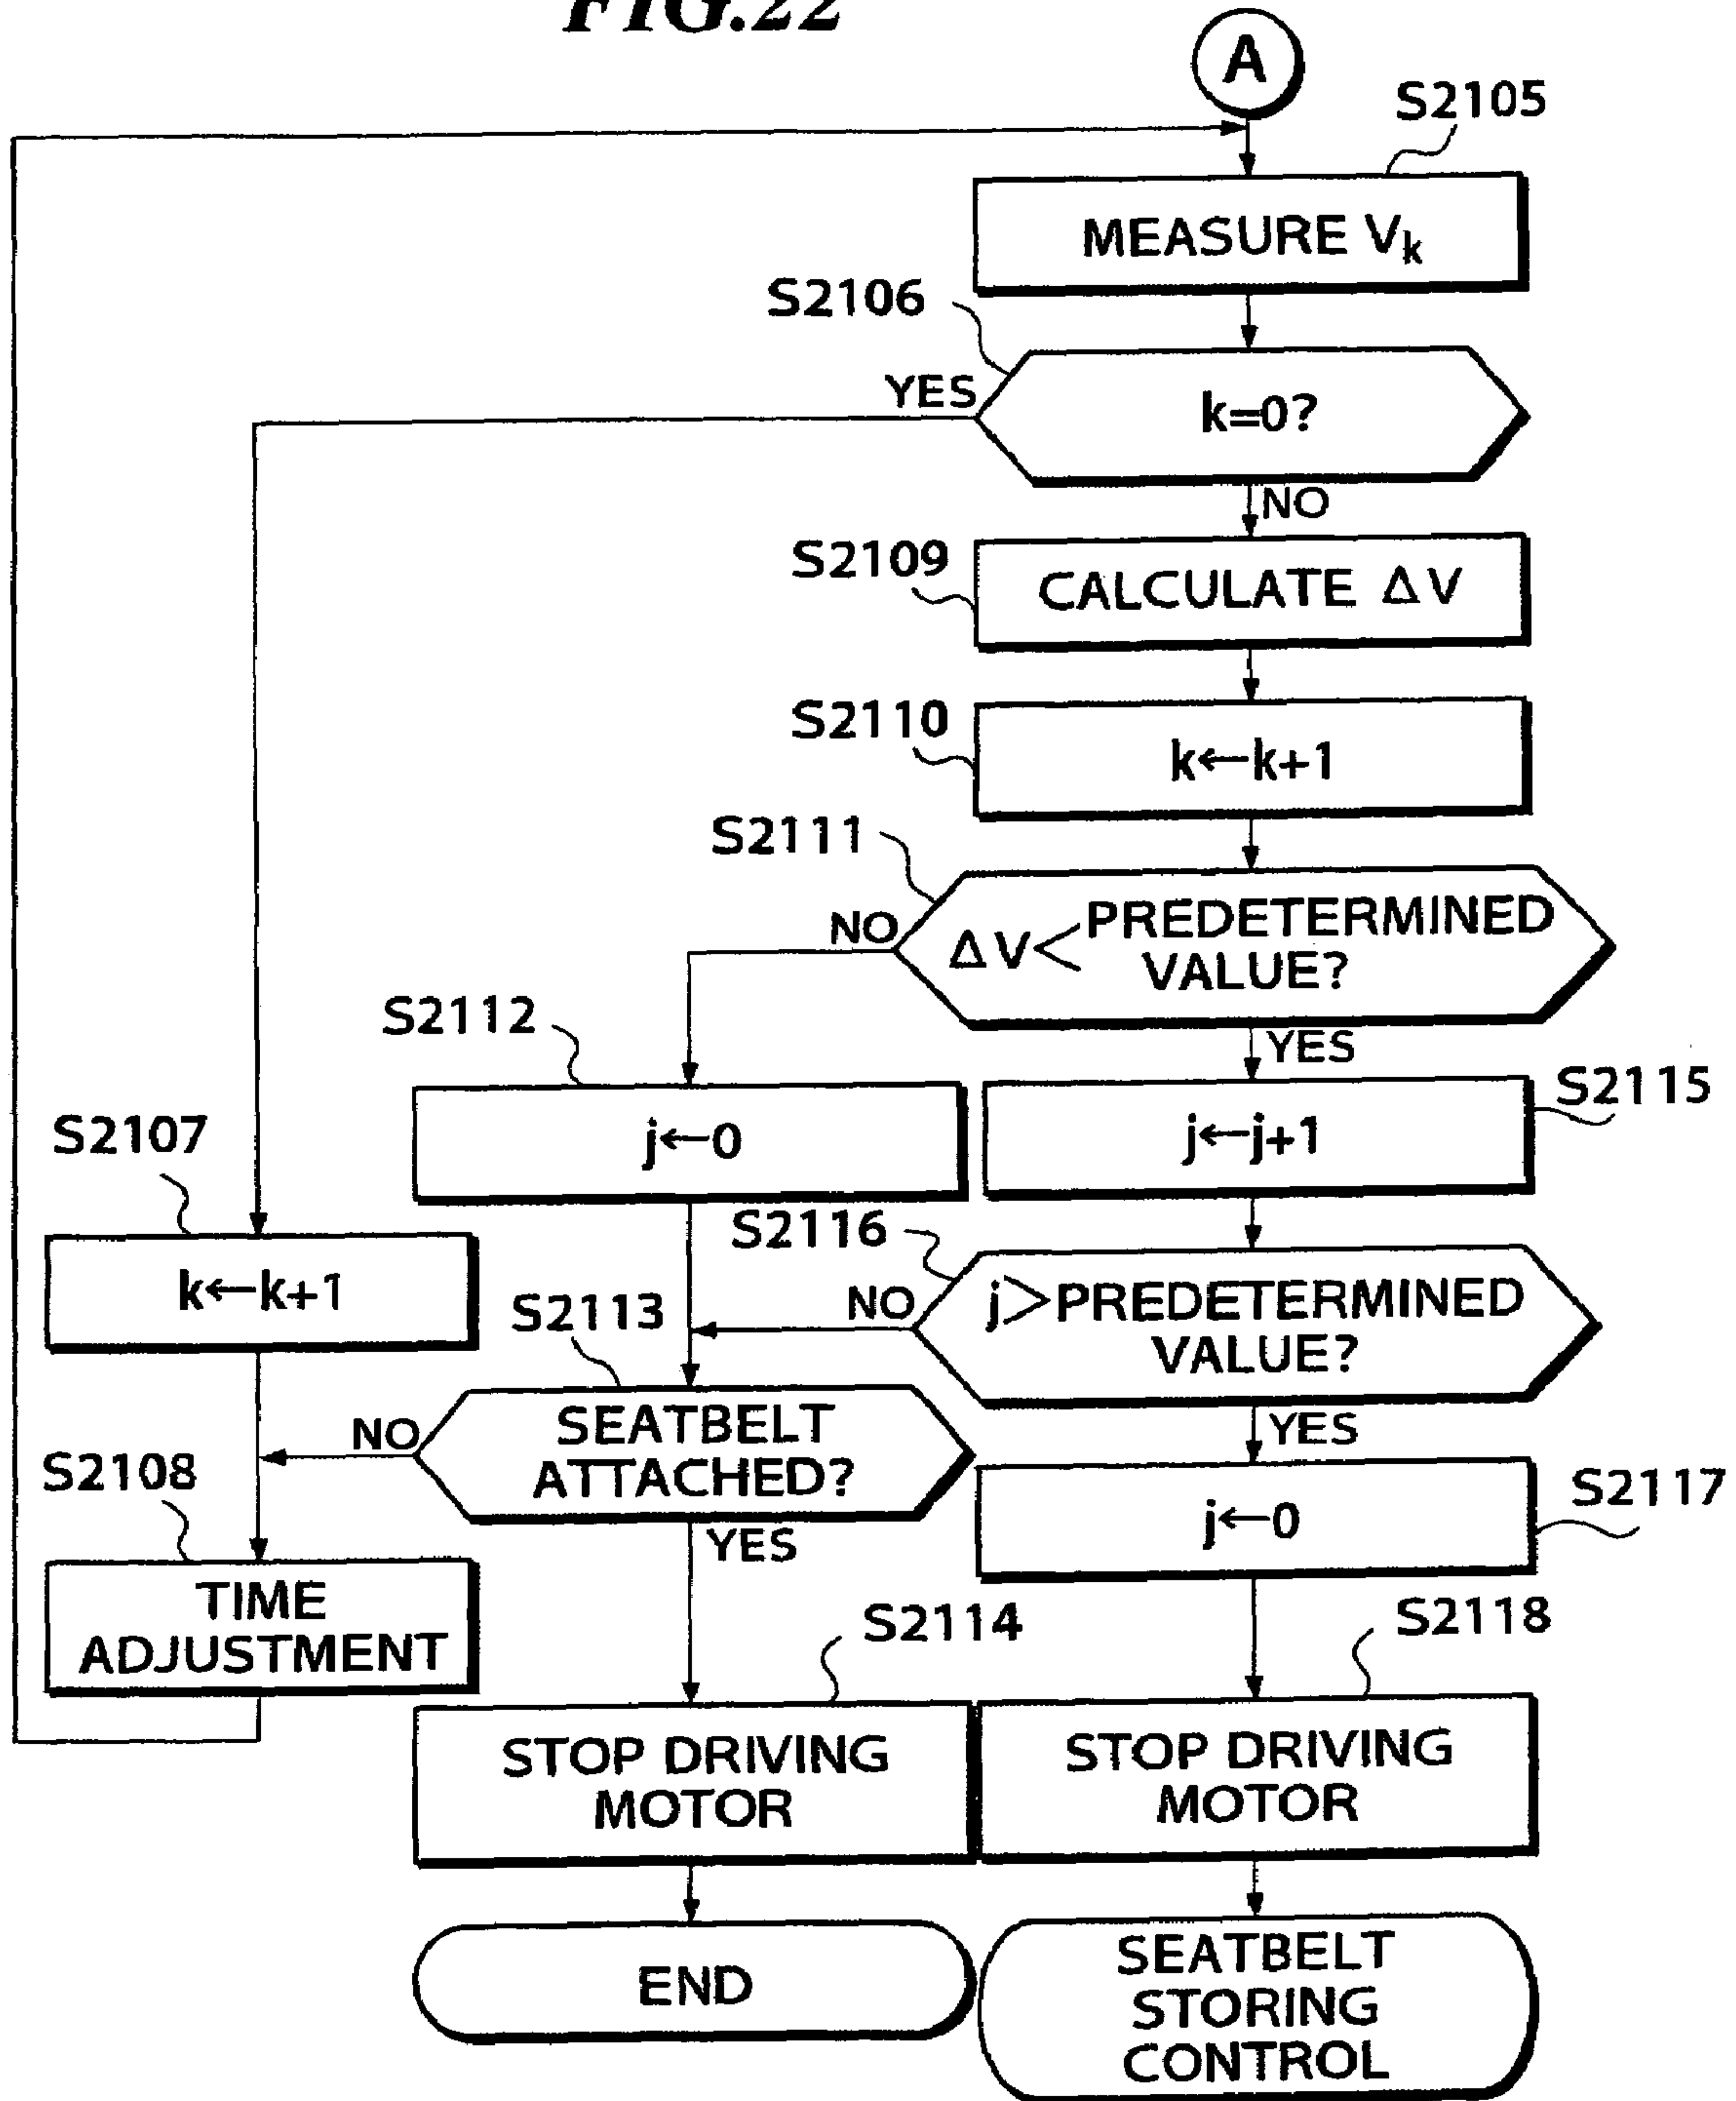 FIG.22
A
S2105
MEASURE Vk
S2106
YES
k=0?
NO
S2109
CALCULATE ΔV
S2110
k←k+1
S2111
NO
ΔV< PREDETERMINED
VALUE?
YES
S2112
j←0
S2115
j←j+1
S2107
k←k+1
S2116
NO
j>PREDETERMINED
VALUE?
YES
S2113
NO
SEATBELT
ATTACHED?
YES
S2117
j←0
S2108
TIME
ADJUSTMENT
S2114
STOP DRIVING
MOTOR
S2118
STOP DRIVING
MOTOR
END
SEATBELT
STORING
CONTROL